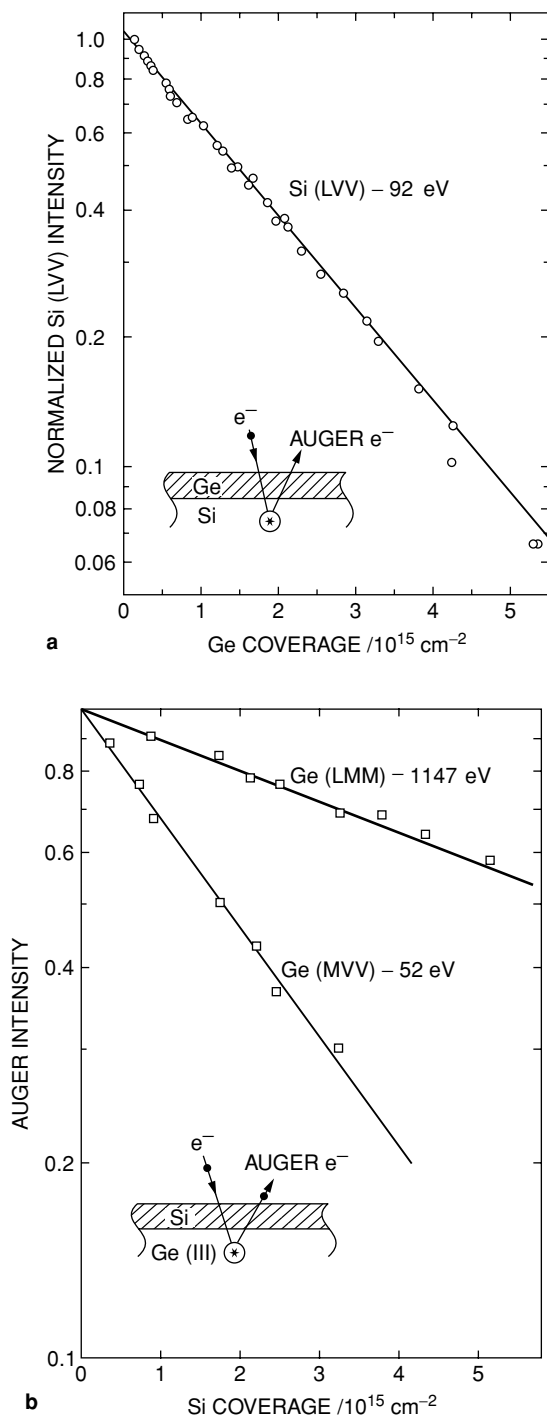 1.0
0.8
0.6
0.4
0.2
0.1
0.08
0.06
NORMALIZED Si (LVV) INTENSITY
Si (LVV) – 92 eV
e⁻
AUGER e⁻
Ge
Si
0 1 2 3 4 5
Ge COVERAGE /10¹⁵ cm⁻²
a
0.8
0.4
0.2
0.1
AUGER INTENSITY
Ge (LMM) – 1147 eV
Ge (MVV) – 52 eV
e⁻
AUGER e⁻
Si
Ge (III)
0 1 2 3 4 5
Si COVERAGE /10¹⁵ cm⁻²
b